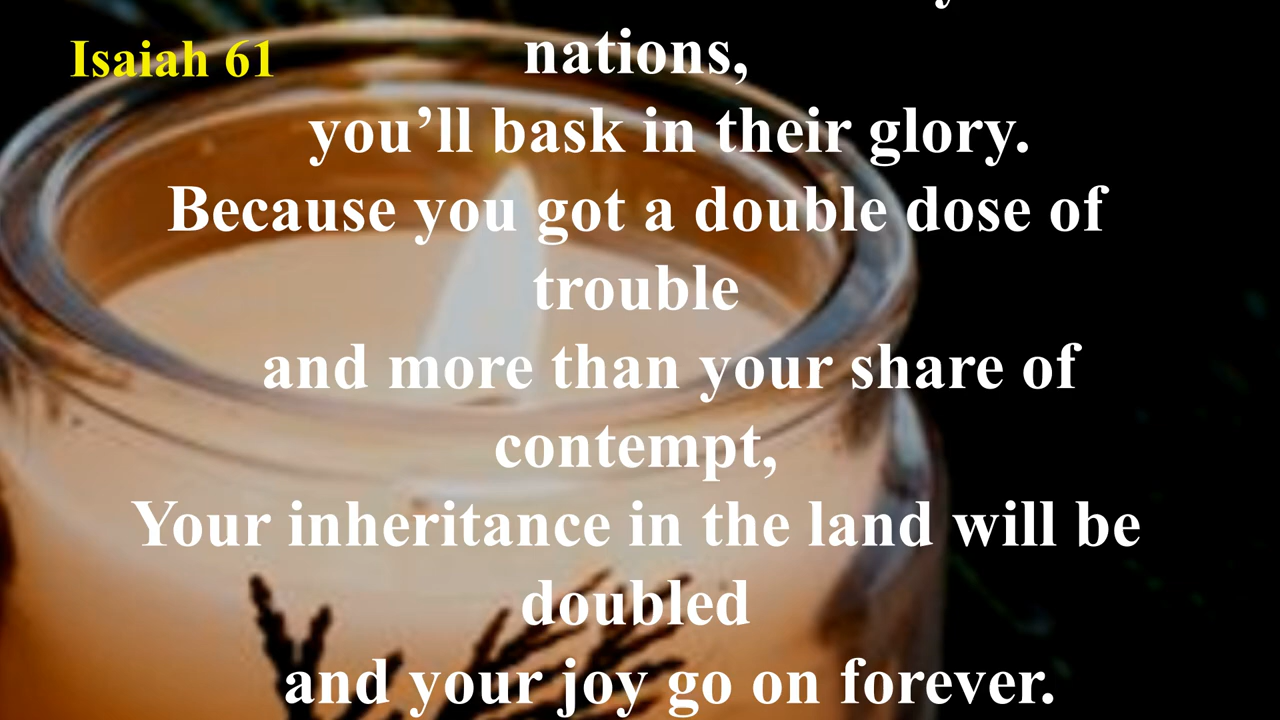 Isaiah 61
nations,
you’ll bask in their glory.
Because you got a double dose of
trouble
and more than your share of
contempt,
Your inheritance in the land will be
doubled
and your joy go on forever.